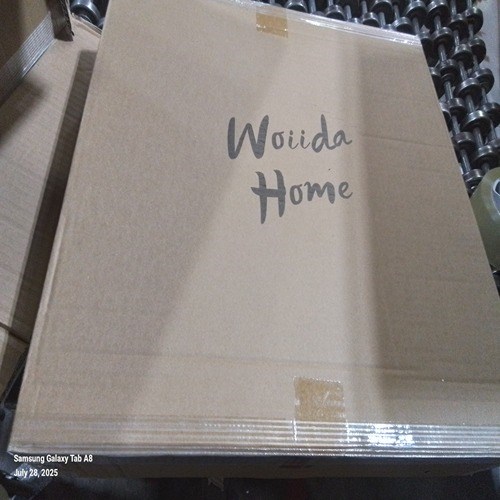 Woiida
Home
Samsung Galaxy Tab A8
July 28, 2025